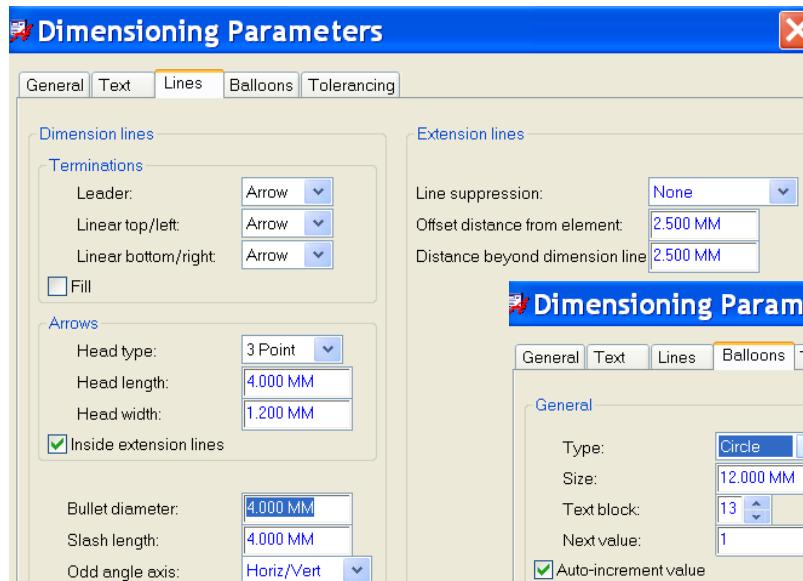 Dimensioning Parameters
General Text Lines Balloons Tolerancing
Dimension lines
Terminations
Leader: Arrow
Linear top/left: Arrow
Linear bottom/right: Arrow
Fill
Arrows
Head type: 3 Point
Head length: 4.000 MM
Head width: 1.200 MM
Inside extension lines
Bullet diameter: 4.000 MM
Slash length: 4.000 MM
Odd angle axis: Horiz/Vert
Extension lines
Line suppression: None
Offset distance from element: 2.500 MM
Distance beyond dimension line 2.500 MM
Dimensioning Param
General Text Lines Balloons
General
Type: Circle
Size: 12.000 MM
Text block: 13
Next value: 1
Auto-increment value